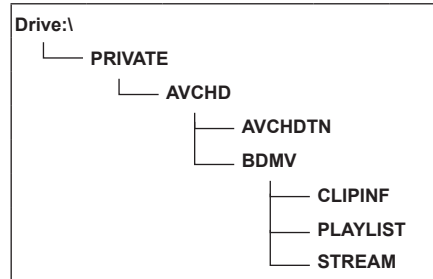 Drive:\
PRIVATE
AVCHD
AVCHDTN
BDMV
CLIPINF
PLAYLIST
STREAM